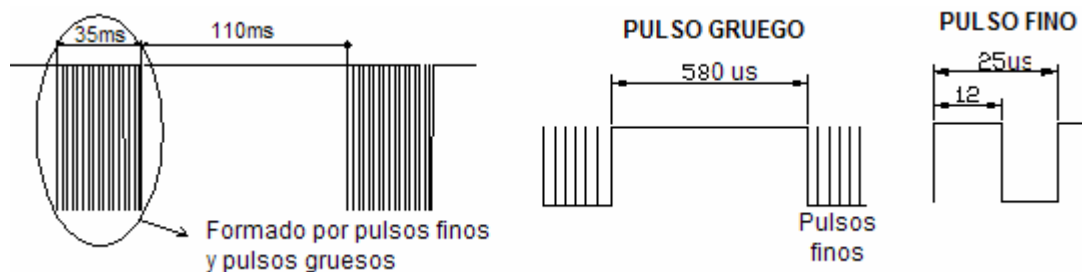 35ms
110ms
Formado por pulsos finos
y pulsos gruesos
PULSO GRUEGO
580 us
Pulsos
finos
PULSO FINO
25us
12